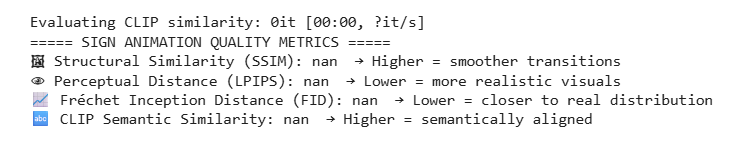 Evaluating CLIP similarity: 0it [00:00, ?it/s]
===== SIGN ANIMATION QUALITY METRICS =====
🖼 Structural Similarity (SSIM): nan → Higher = smoother transitions
👁 Perceptual Distance (LPIPS): nan → Lower = more realistic visuals
📈 Fréchet Inception Distance (FID): nan → Lower = closer to real distribution
🔤 CLIP Semantic Similarity: nan → Higher = semantically aligned